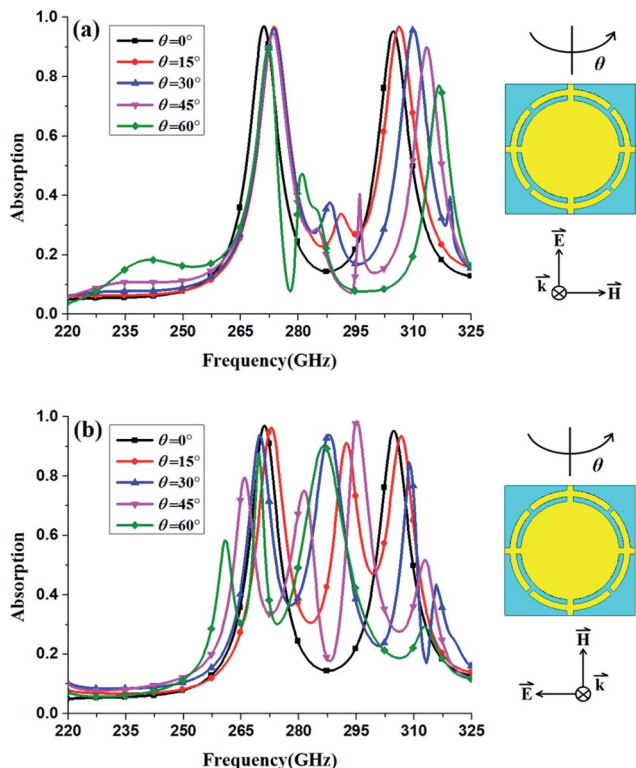 (a)
θ=0°
θ=15°
θ=30°
θ=45°
θ=60°
Absorption
1.0
0.8
0.6
0.4
0.2
0.0
220 235 250 265 280 295 310 325
Frequency(GHz)
θ
E
k
H
(b)
θ=0°
θ=15°
θ=30°
θ=45°
θ=60°
Absorption
1.0
0.8
0.6
0.4
0.2
0.0
220 235 250 265 280 295 310 325
Frequency(GHz)
θ
H
E
k